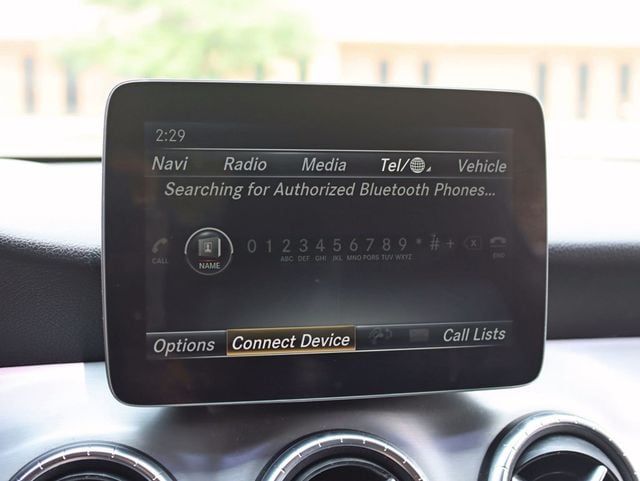 2:29
Navi Radio Media Tel/ Vehicle
Searching for Authorized Bluetooth Phones...
0 1 2 3 4 5 6 7 8 9 * # +
CALL NAME ABC DEF GHI JKL MNO PQRS TUV WXYZ END
Options Connect Device Call Lists